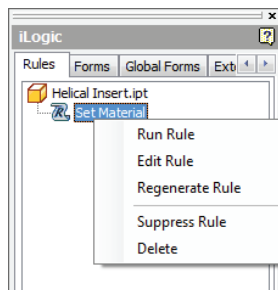 iLogic
Rules Forms Global Forms Ext
Helical Insert.ipt
Set Material
Run Rule
Edit Rule
Regenerate Rule
Suppress Rule
Delete